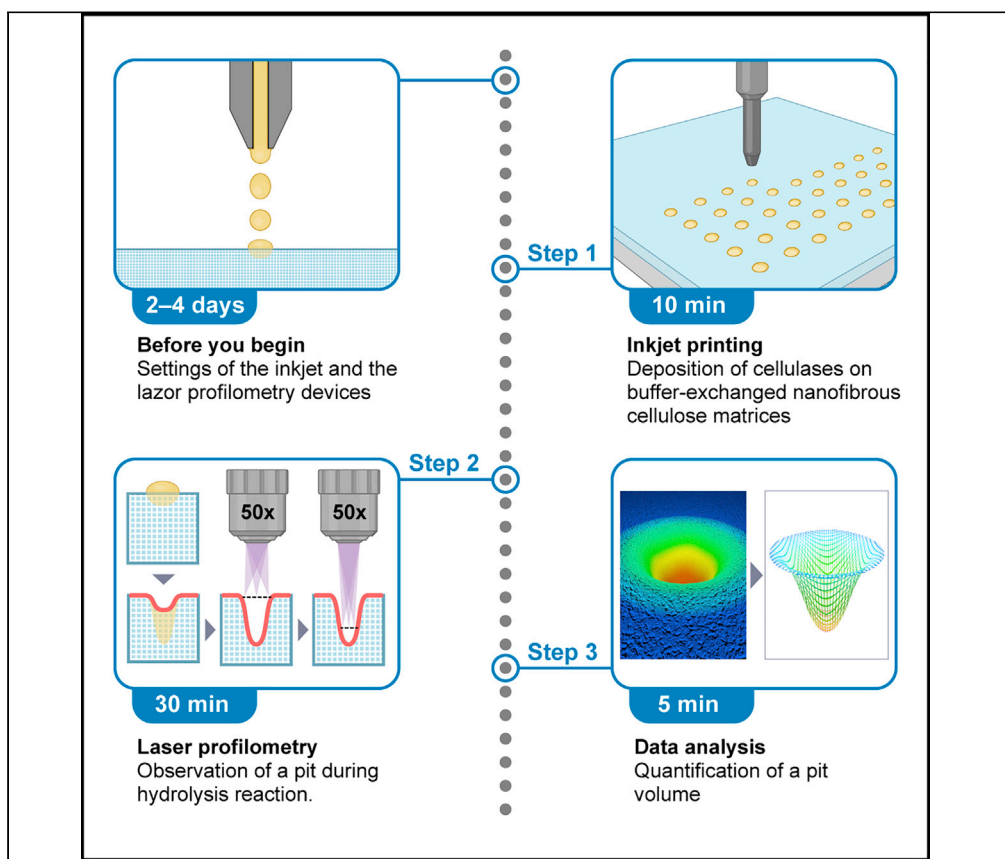 2–4 days
Before you begin
Settings of the inkjet and the
lazor profilometry devices
Step 1
10 min
Inkjet printing
Deposition of cellulases on
buffer-exchanged nanofibrous
cellulose matrices
Step 2
50x 50x
30 min
Laser profilometry
Observation of a pit during
hydrolysis reaction.
Step 3
5 min
Data analysis
Quantification of a pit
volume